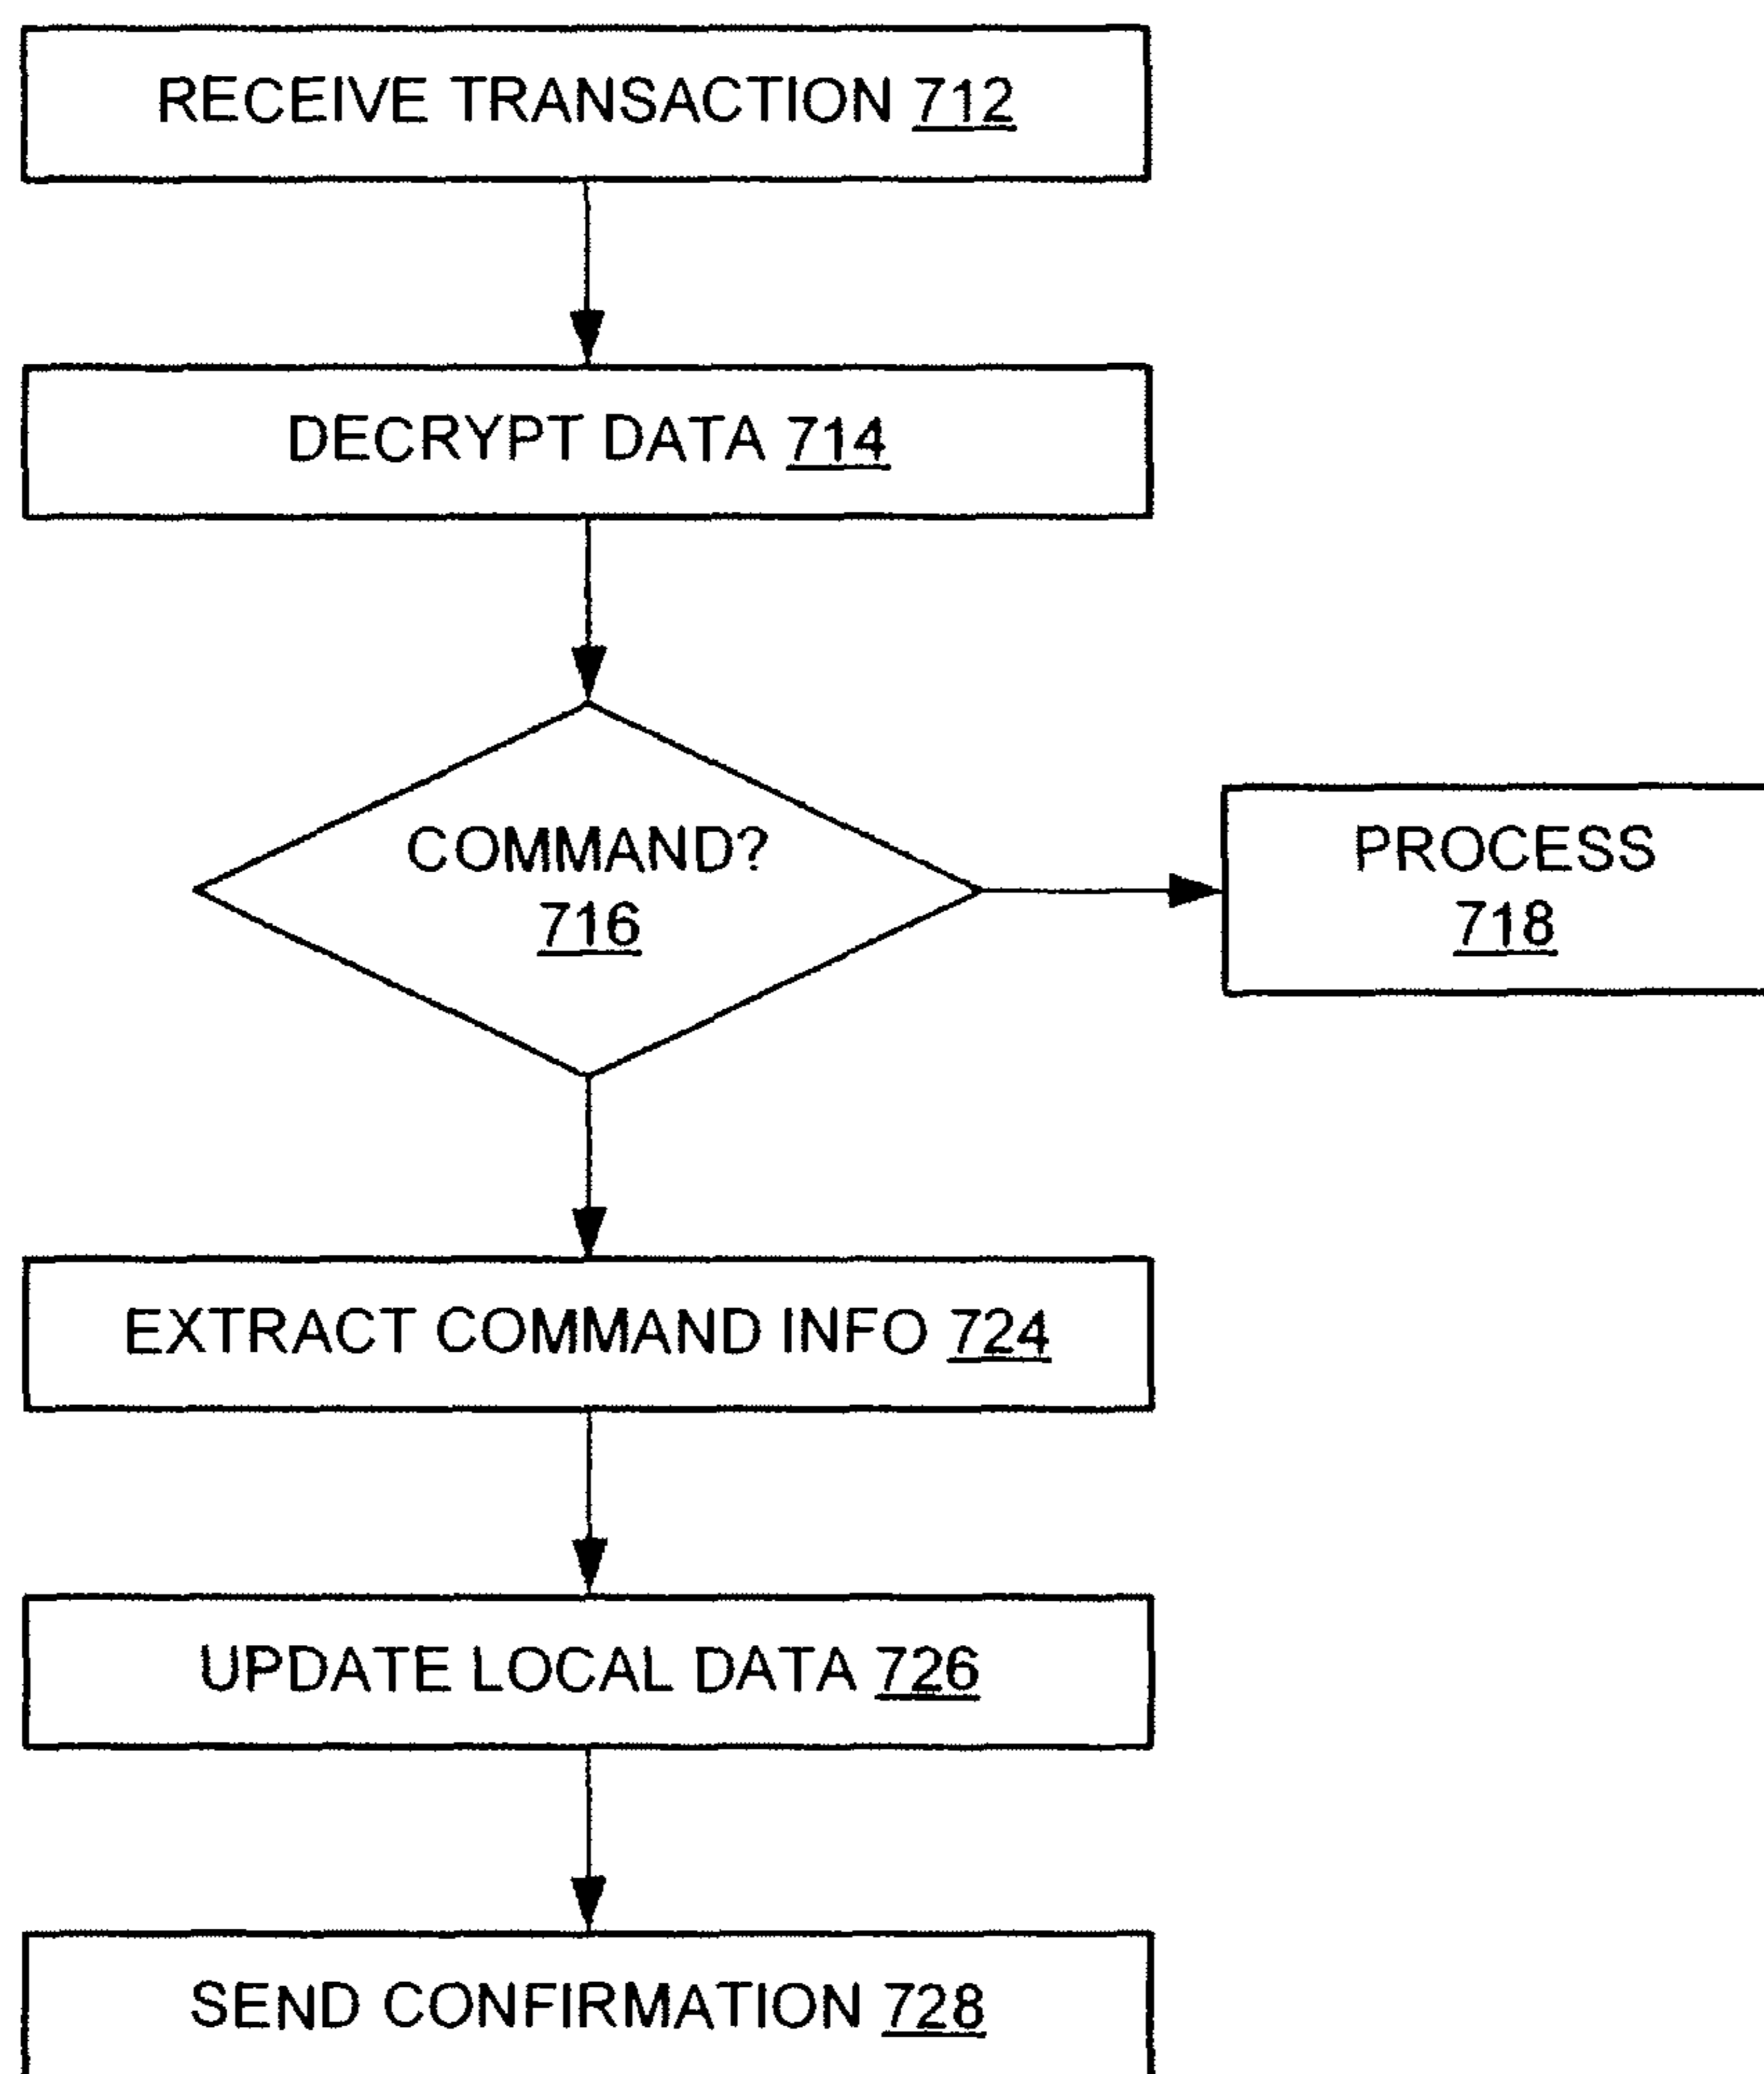 RECEIVE TRANSACTION 712
DECRYPT DATA 714
COMMAND?
716
PROCESS
718
EXTRACT COMMAND INFO 724
UPDATE LOCAL DATA 726
SEND CONFIRMATION 728